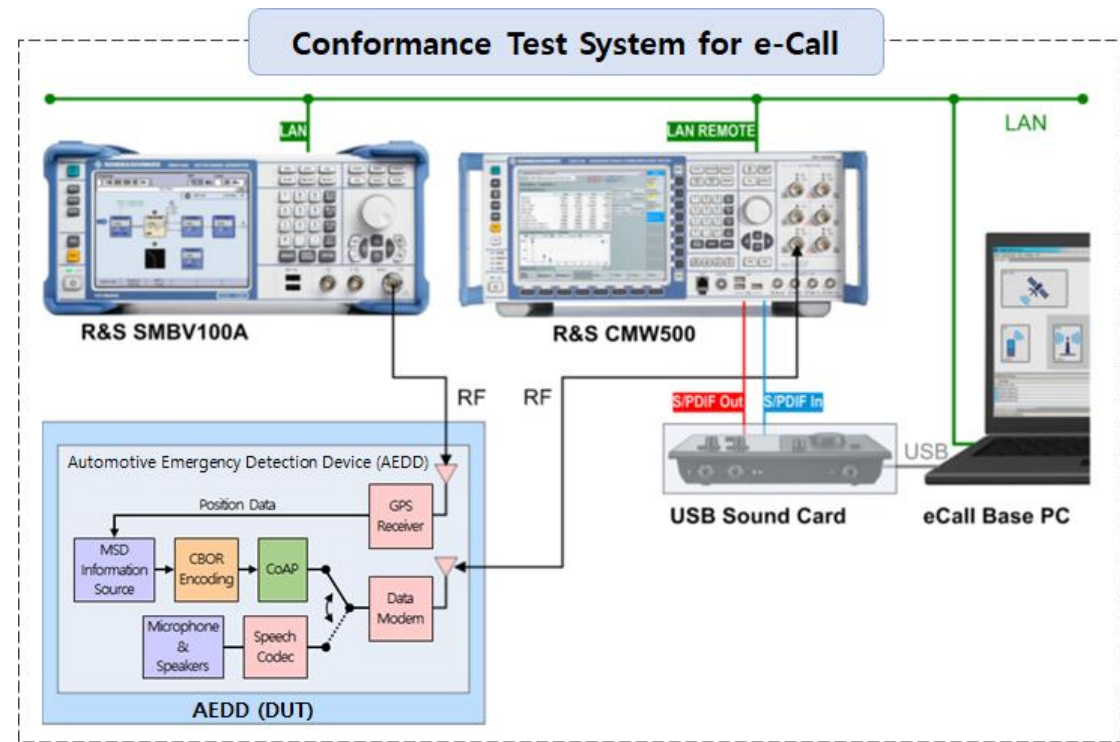 Conformance Test System for e-Call
LAN
LAN REMOTE
LAN
R&S SMBV100A
R&S CMW500
RF
RF
S/PDIF Out
S/PDIF In
USB
USB Sound Card
eCall Base PC
Automotive Emergency Detection Device (AEDD)
Position Data
GPS
Receiver
MSD
Information
Source
CBOR
Encoding
CoAP
Data
Modem
Microphone
&
Speakers
Speech
Codec
AEDD (DUT)